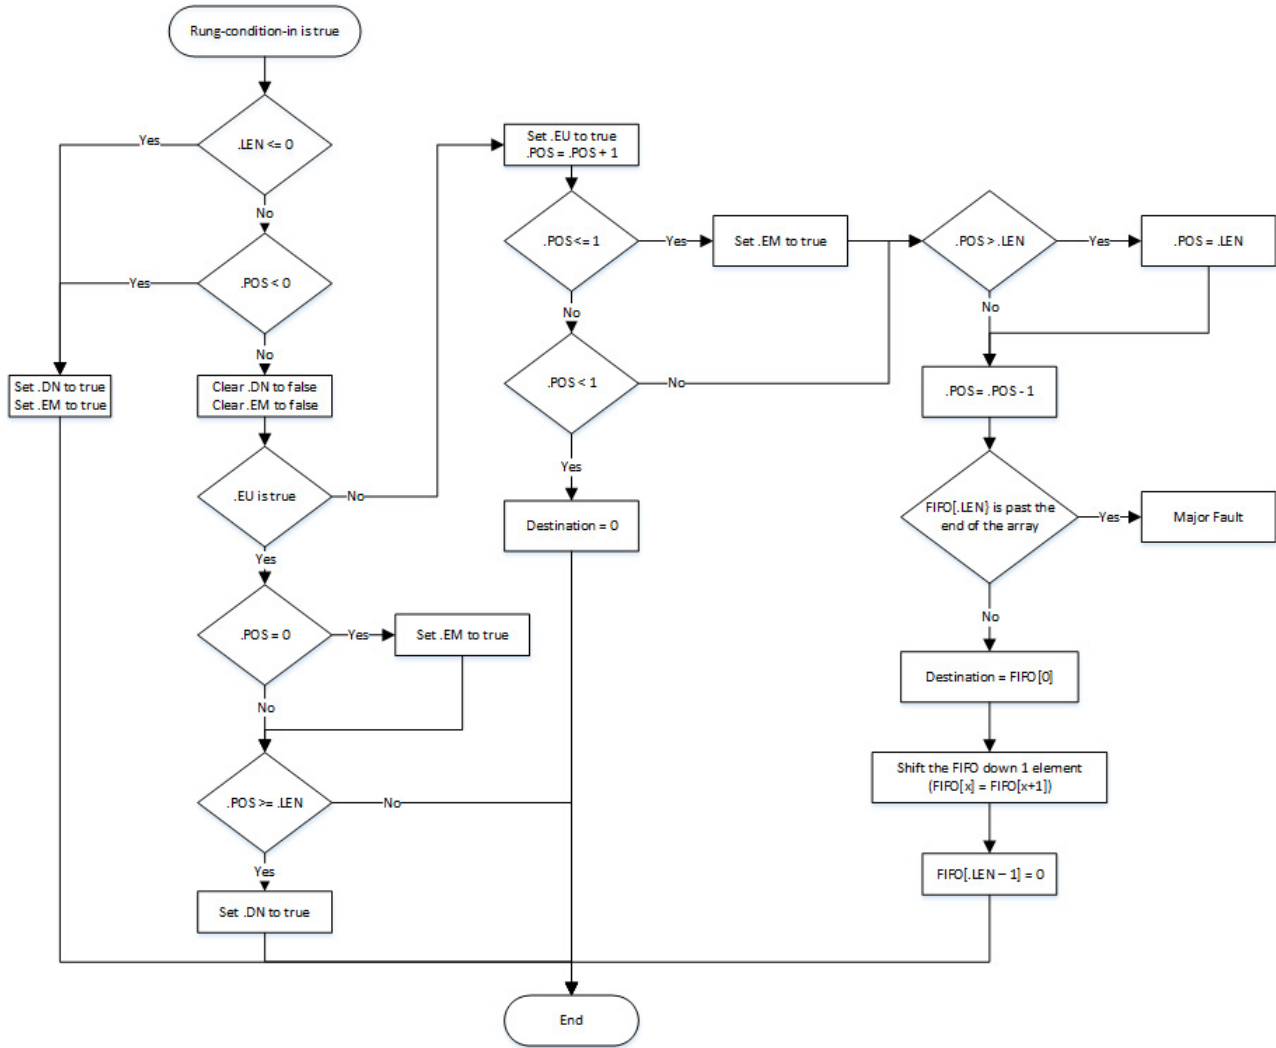 Rung-condition-in is true
.LEN <= 0
Yes
No
.POS < 0
Yes
No
Set .DN to true
Set .EM to true
Clear .DN to false
Clear .EM to false
.EU is true
No
Yes
.POS = 0
Yes
Set .EM to true
No
.POS >= .LEN
No
Yes
Set .DN to true
Set .EU to true
.POS = .POS + 1
.POS <= 1
Yes
Set .EM to true
No
.POS < 1
No
Yes
Destination = 0
.POS > .LEN
Yes
.POS = .LEN
No
.POS = .POS - 1
FIFO[.LEN} is past the
end of the array
Yes
Major Fault
No
Destination = FIFO[0]
Shift the FIFO down 1 element
(FIFO[x] = FIFO[x+1])
FIFO[.LEN – 1] = 0
End